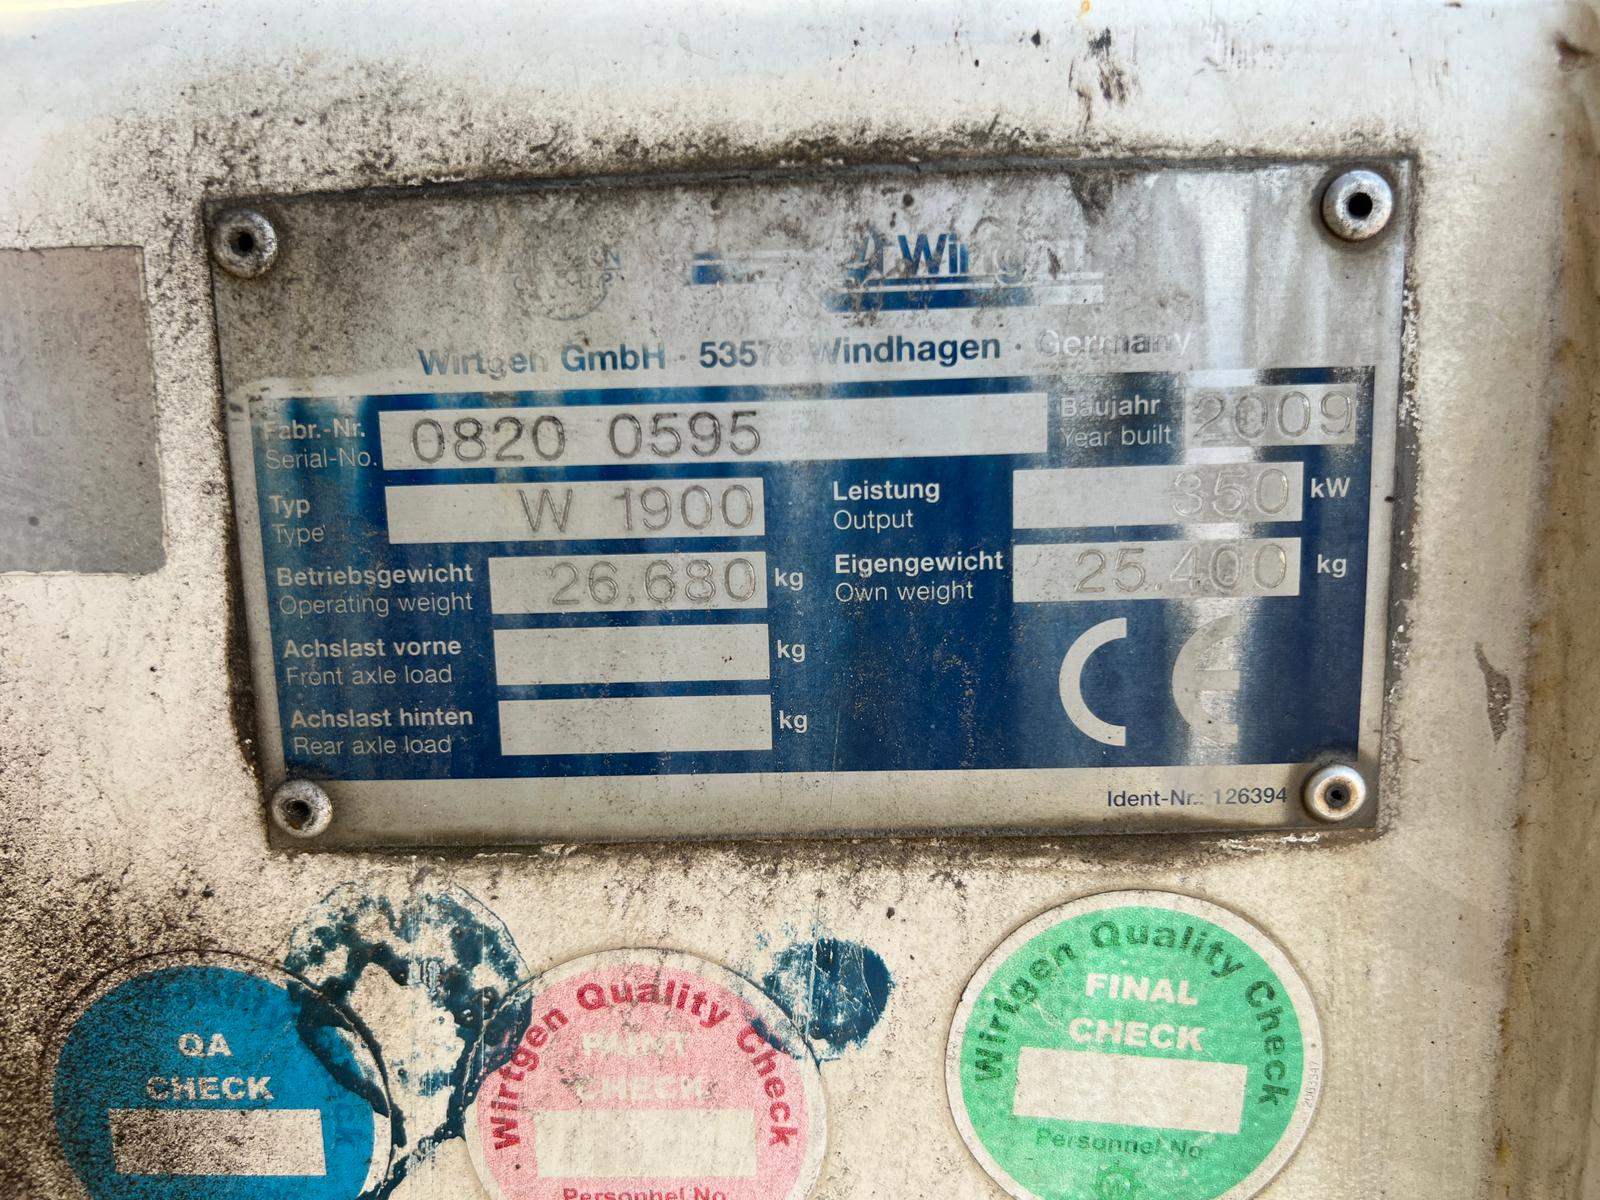 Wirtgen GmbH · 53578 Windhagen · Germany
Fabr.-Nr.
Serial-No.
0820 0595
Baujahr
Year built
2009
Typ
Type
W 1900
Leistung
Output
350 kW
Betriebsgewicht
Operating weight
26.680 kg
Eigengewicht
Own weight
25.400 kg
Achslast vorne
Front axle load
kg
Achslast hinten
Rear axle load
kg
CE
Ident-Nr.: 126394
QA
CHECK
Wirtgen Quality Check
PAINT
CHECK
Personnel No
Wirtgen Quality Check
FINAL
CHECK
Personnel No